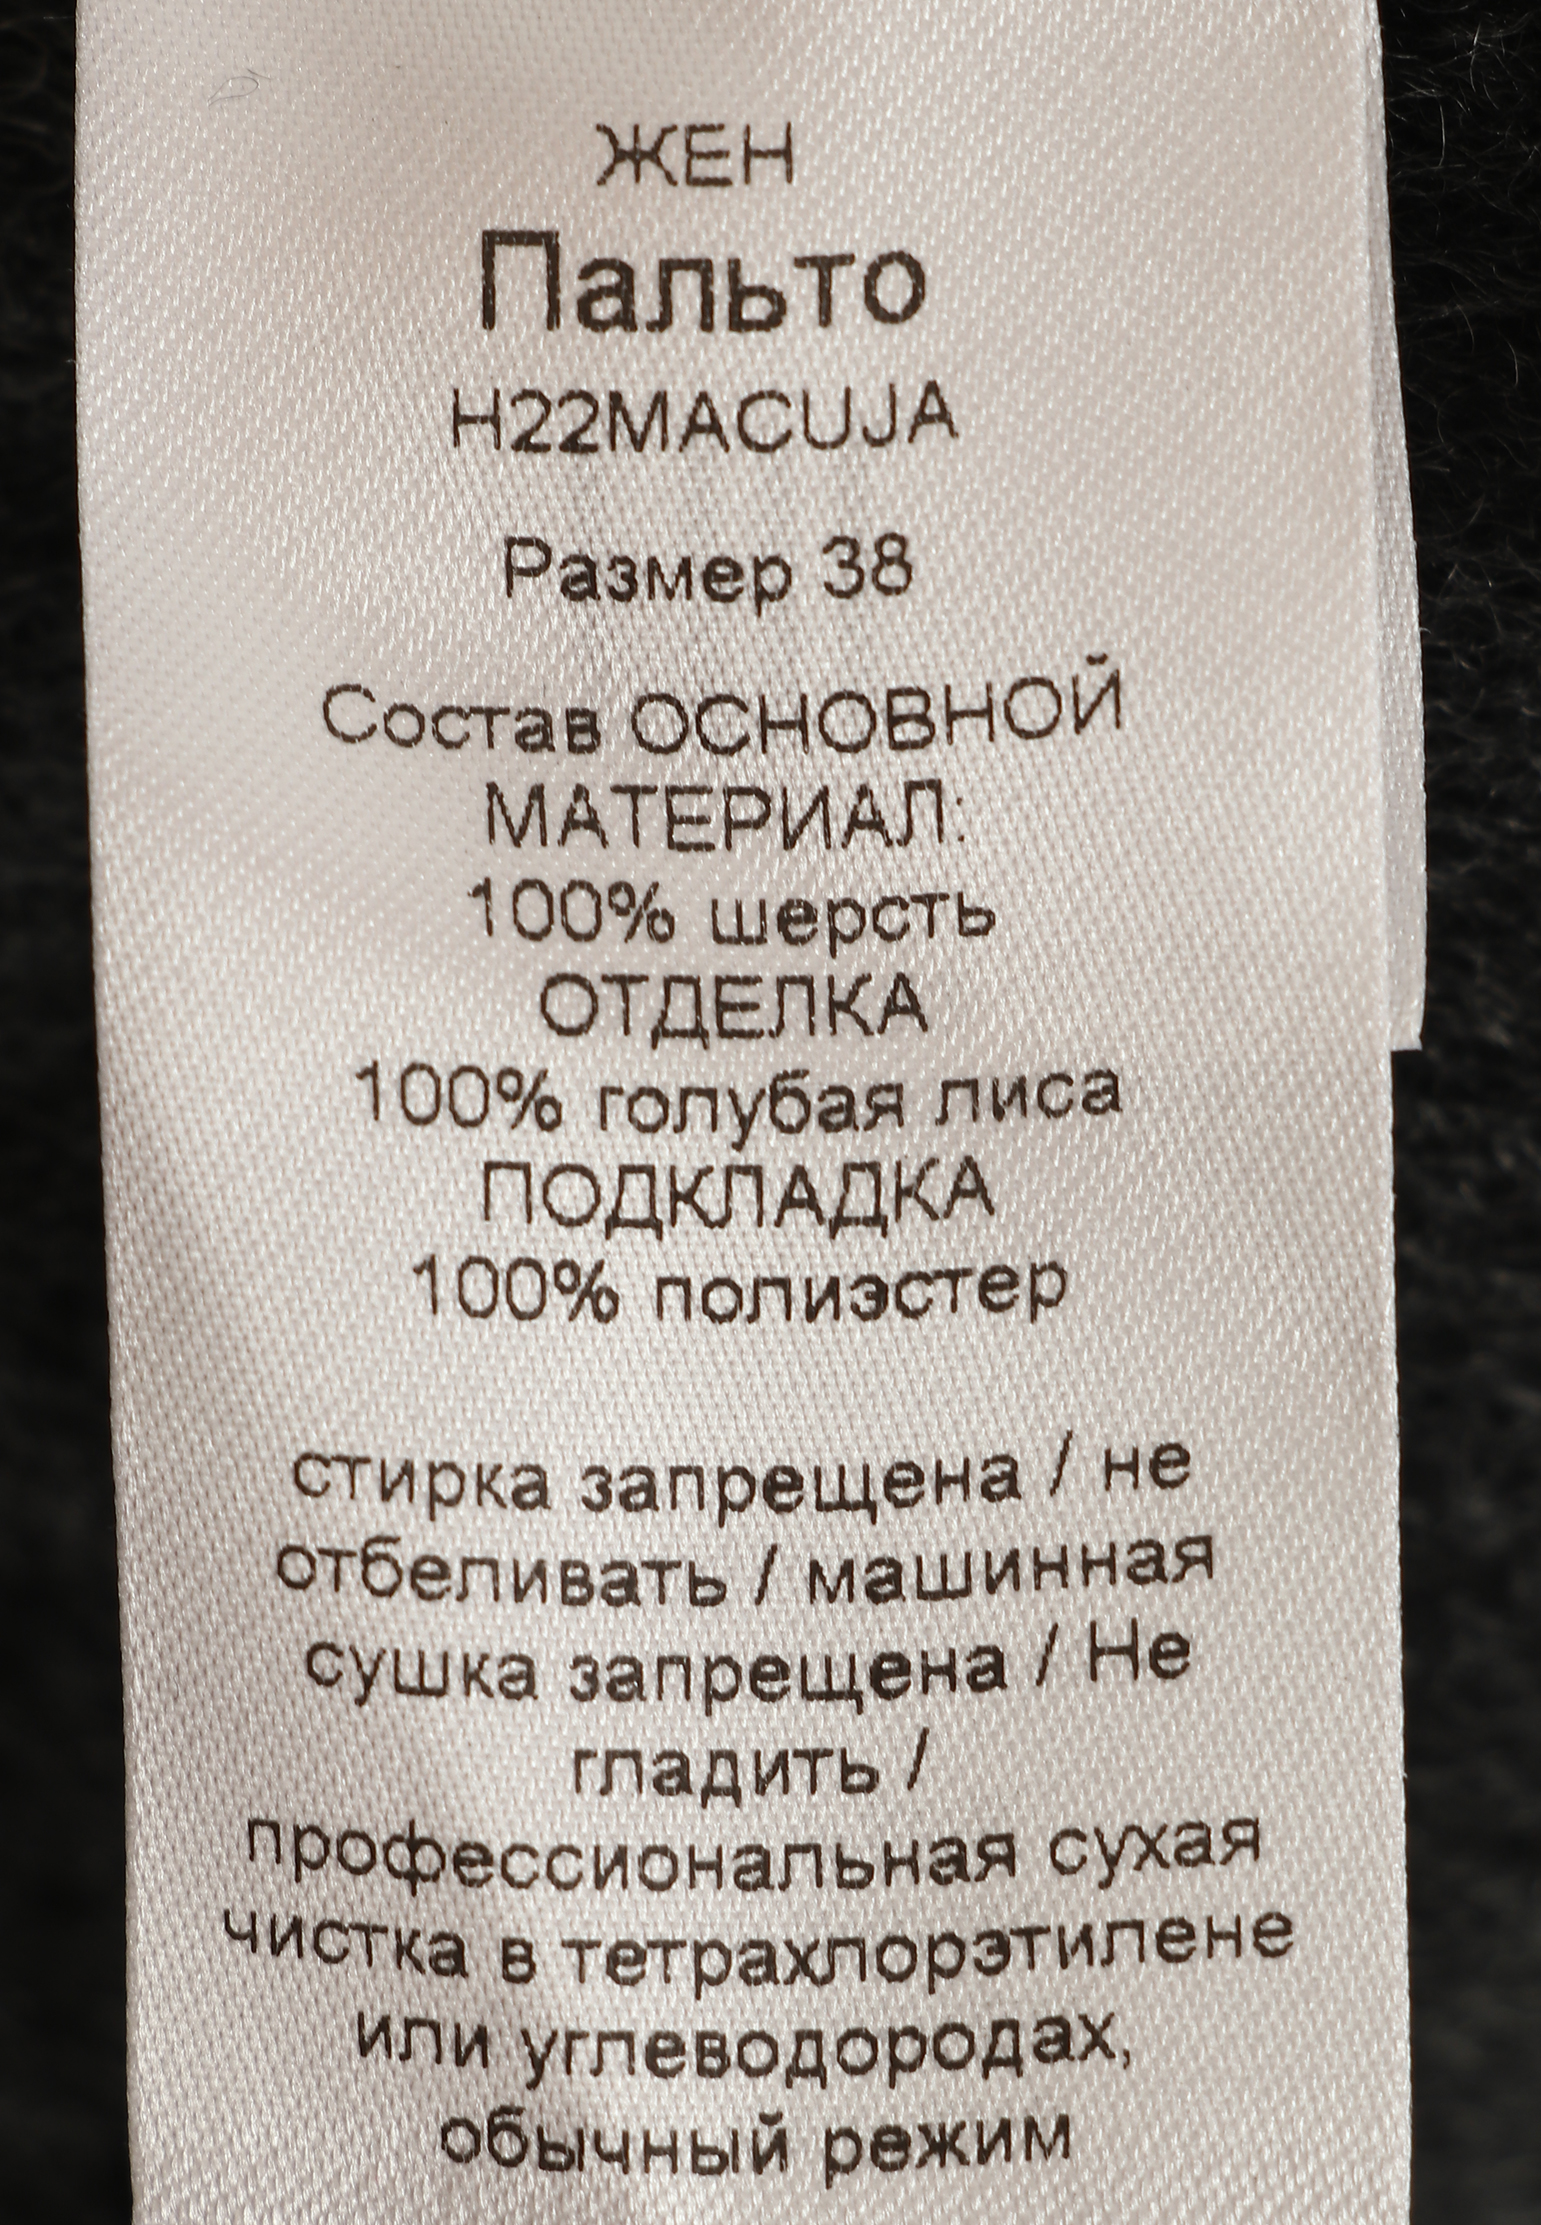 ЖЕН
Пальто
H22MACUJA
Размер 38
Состав ОСНОВНОЙ
МАТЕРИАЛ:
100% шерсть
ОТДЕЛКА
100% голубая лиса
ПОДКЛАДКА
100% полиэстер
стирка запрещена / не
отбеливать / машинная
сушка запрещена / Не
гладить /
профессиональная сухая
чистка в тетрахлорэтилене
или углеводородах,
обычный режим